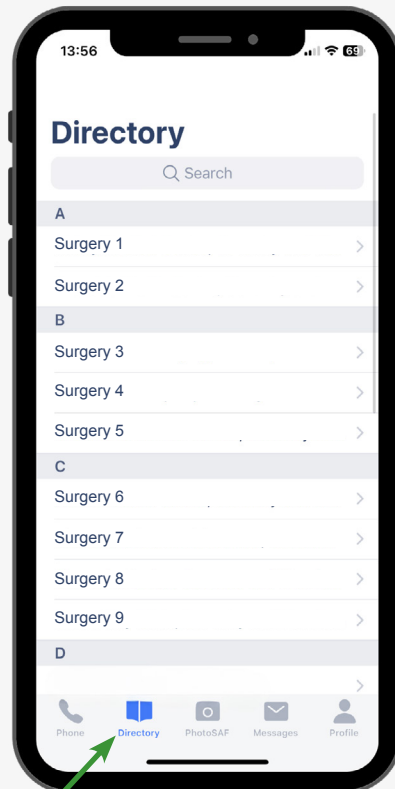 13:56 69
Directory
Search
A
Surgery 1
Surgery 2
B
Surgery 3
Surgery 4
Surgery 5
C
Surgery 6
Surgery 7
Surgery 8
Surgery 9
D
Phone Directory PhotoSAF Messages Profile